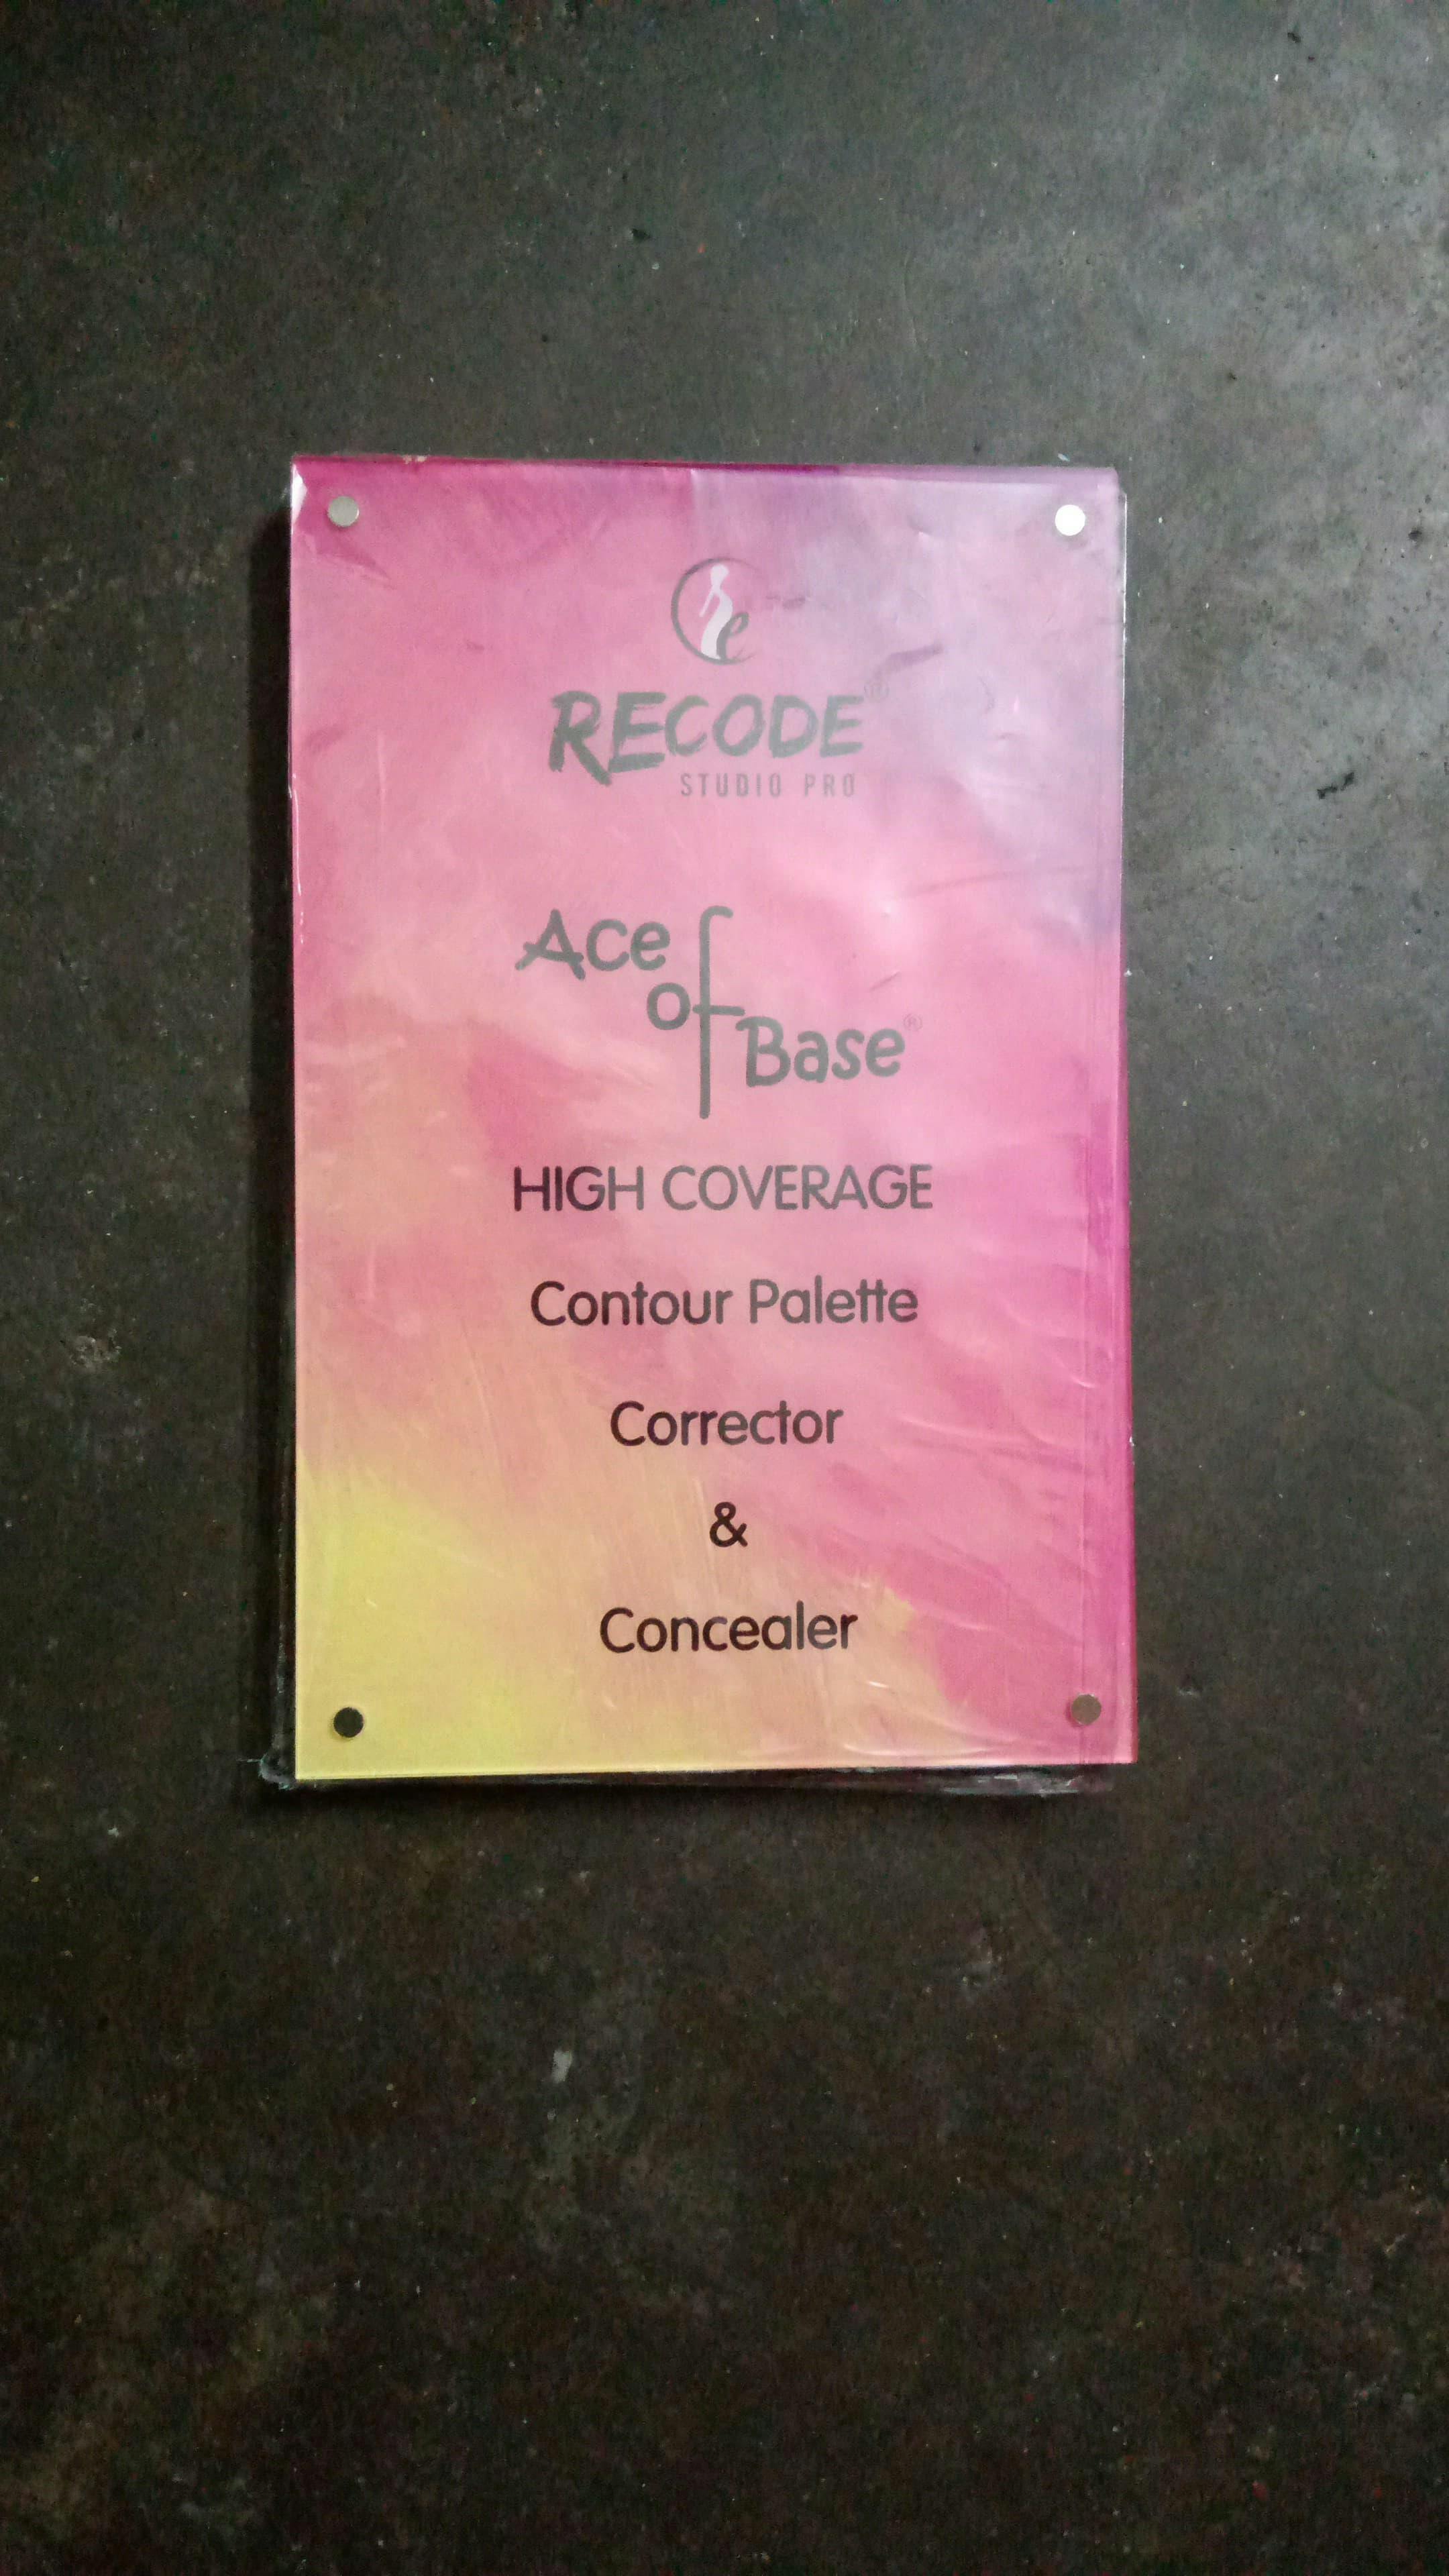 RECODE®
STUDIO PRO
Ace
of
Base®
HIGH COVERAGE
Contour Palette
Corrector
&
Concealer